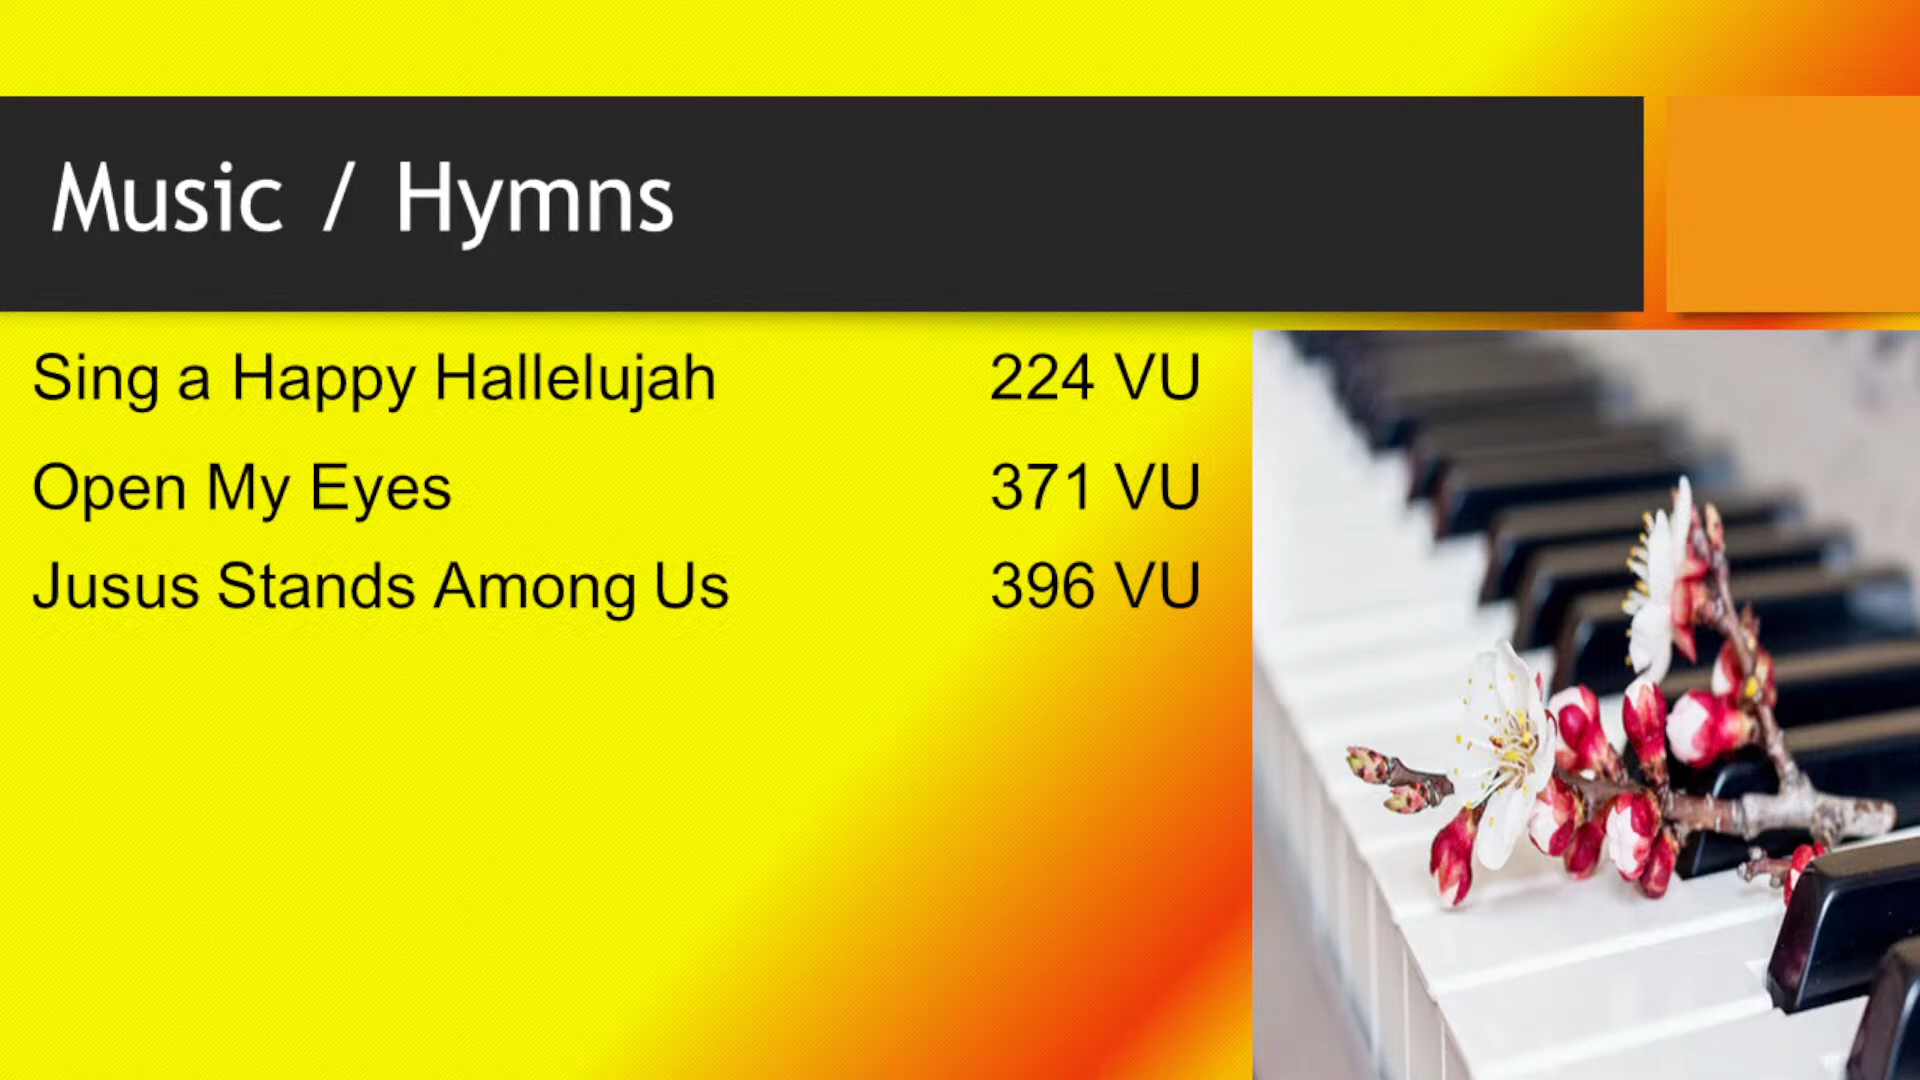 Music / Hymns
Sing a Happy Hallelujah 224 VU
Open My Eyes 371 VU
Jusus Stands Among Us 396 VU